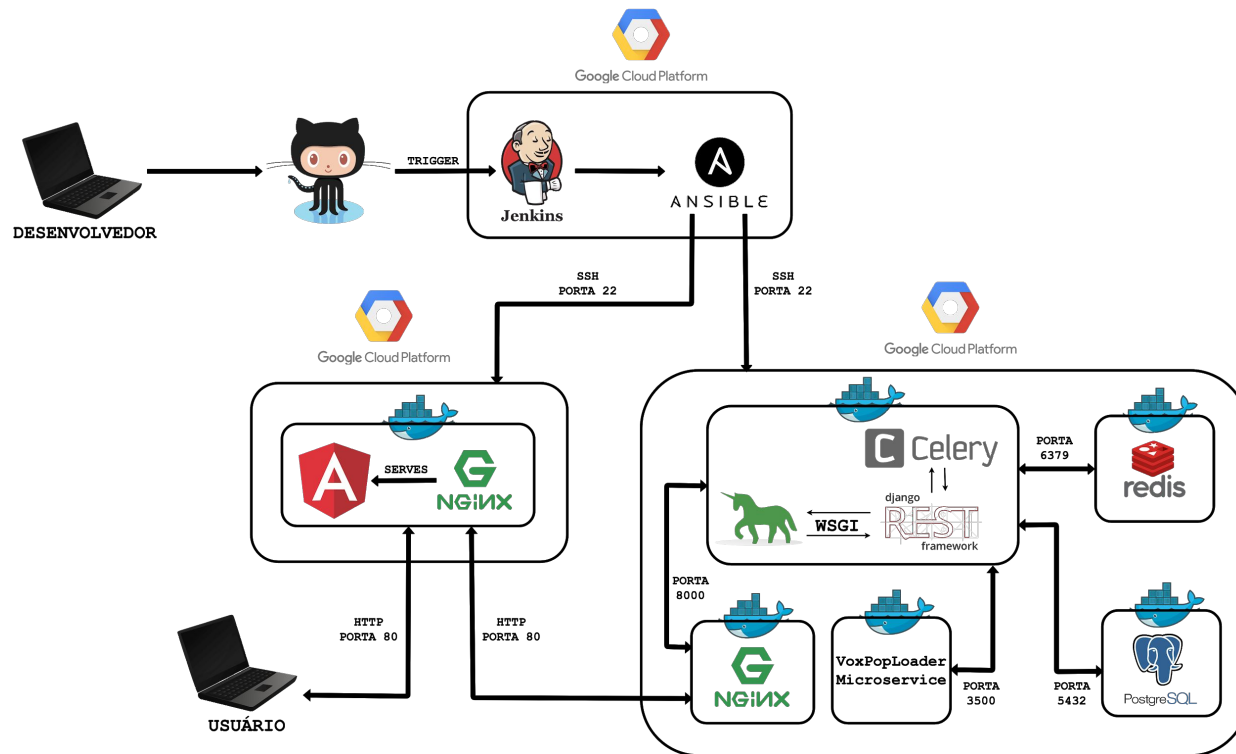 Google Cloud Platform
TRIGGER
Jenkins
ANSIBLE
DESENVOLVEDOR
SSH
PORTA 22
SSH
PORTA 22
Google Cloud Platform
Google Cloud Platform
SERVES
NGINX
C Celery
django
REST
framework
WSGI
PORTA
6379
redis
PORTA
8000
HTTP
PORTA 80
HTTP
PORTA 80
NGINX
VoxPopLoader
Microservice
PORTA
3500
PORTA
5432
PostgreSQL
USUÁRIO